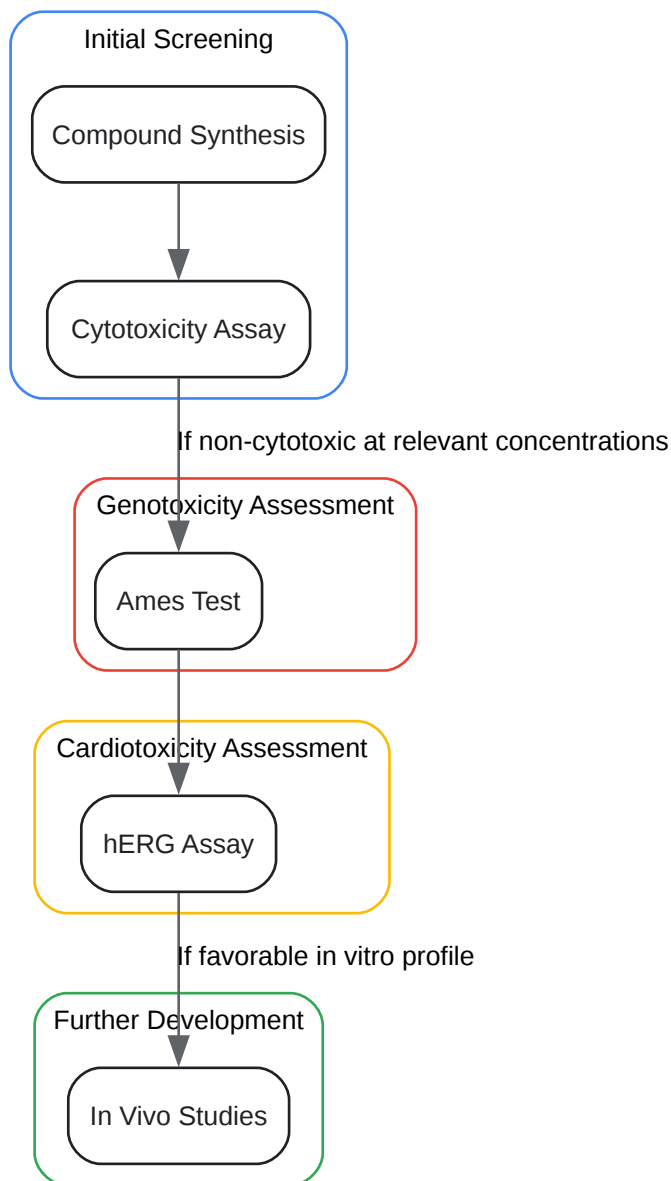 Initial Screening
Compound Synthesis
Cytotoxicity Assay
If non-cytotoxic at relevant concentrations
Genotoxicity Assessment
Ames Test
Cardiotoxicity Assessment
hERG Assay
If favorable in vitro profile
Further Development
In Vivo Studies